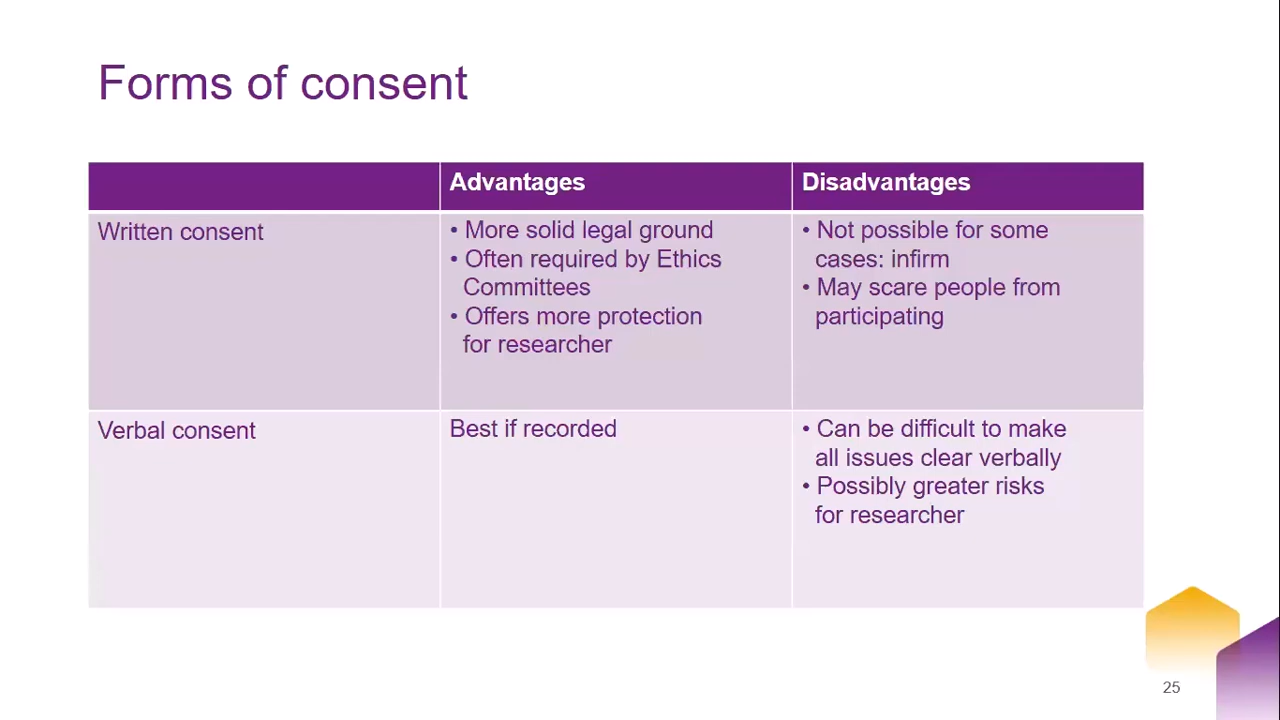 Forms of consent
Advantages
Disadvantages
Written consent
• More solid legal ground
• Often required by Ethics
Committees
• Offers more protection
for researcher
• Not possible for some
cases: infirm
• May scare people from
participating
Verbal consent
Best if recorded
• Can be difficult to make
all issues clear verbally
• Possibly greater risks
for researcher
25